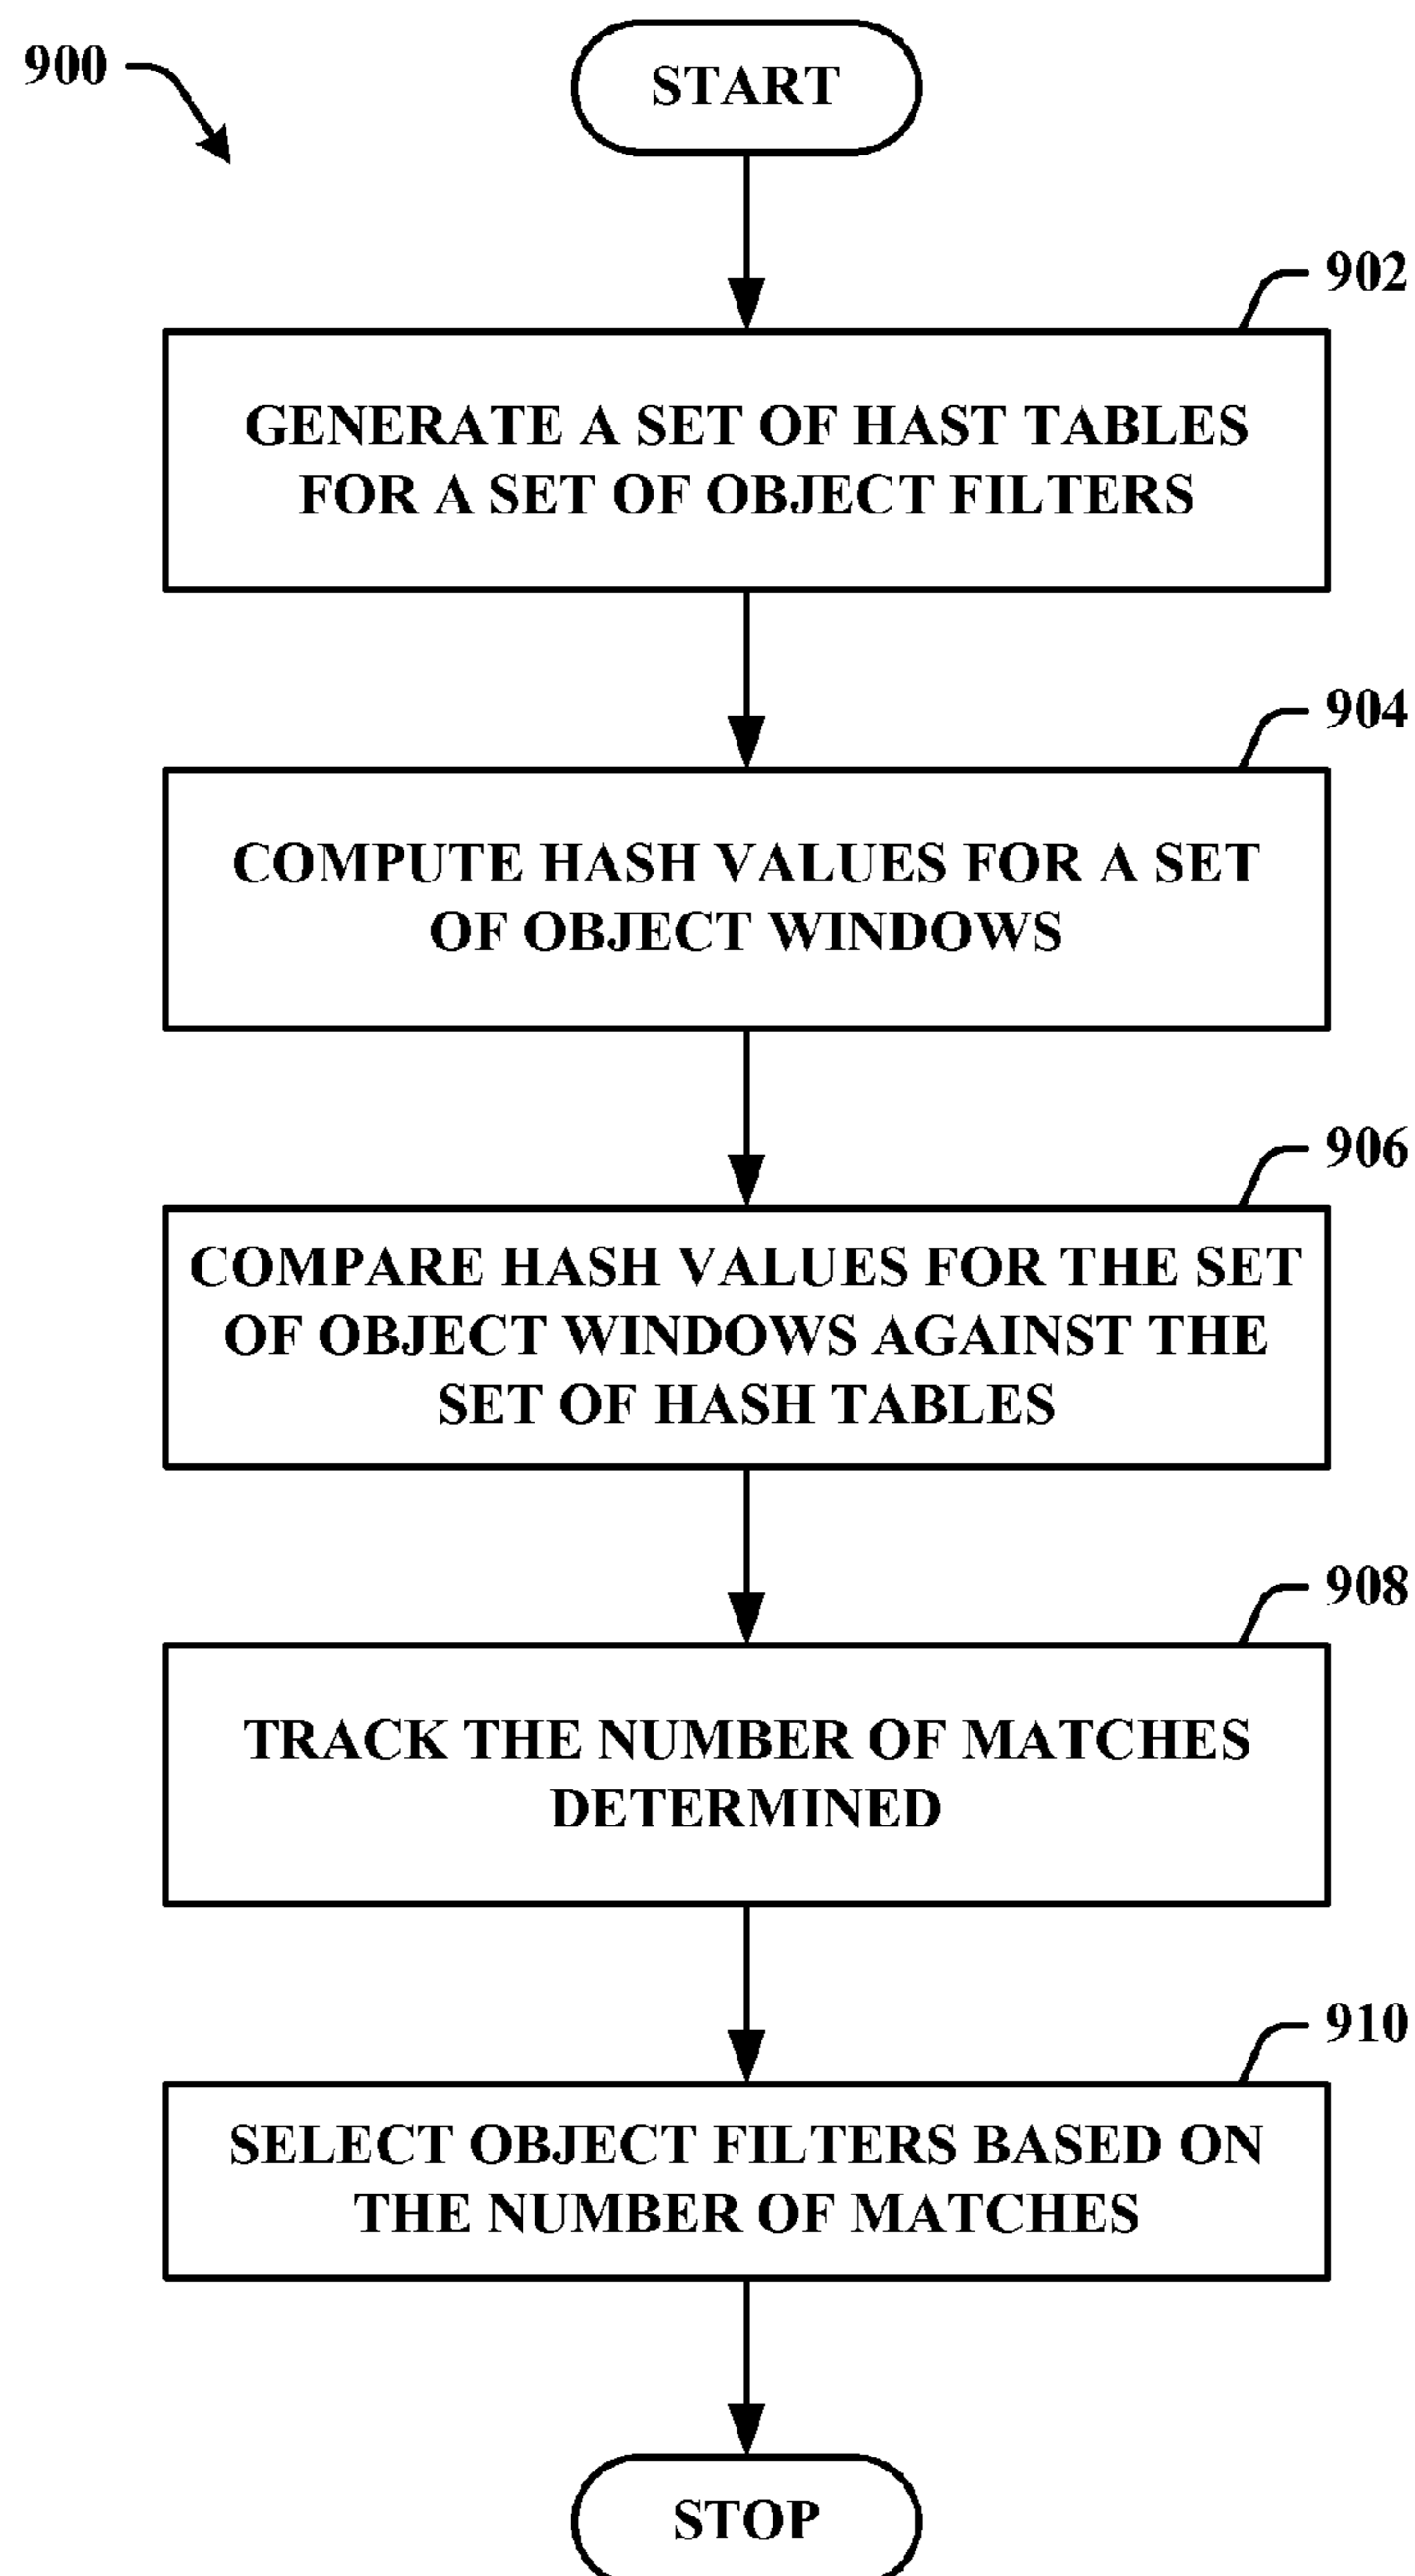 900
START
902
GENERATE A SET OF HAST TABLES
FOR A SET OF OBJECT FILTERS
904
COMPUTE HASH VALUES FOR A SET
OF OBJECT WINDOWS
906
COMPARE HASH VALUES FOR THE SET
OF OBJECT WINDOWS AGAINST THE
SET OF HASH TABLES
908
TRACK THE NUMBER OF MATCHES
DETERMINED
910
SELECT OBJECT FILTERS BASED ON
THE NUMBER OF MATCHES
STOP